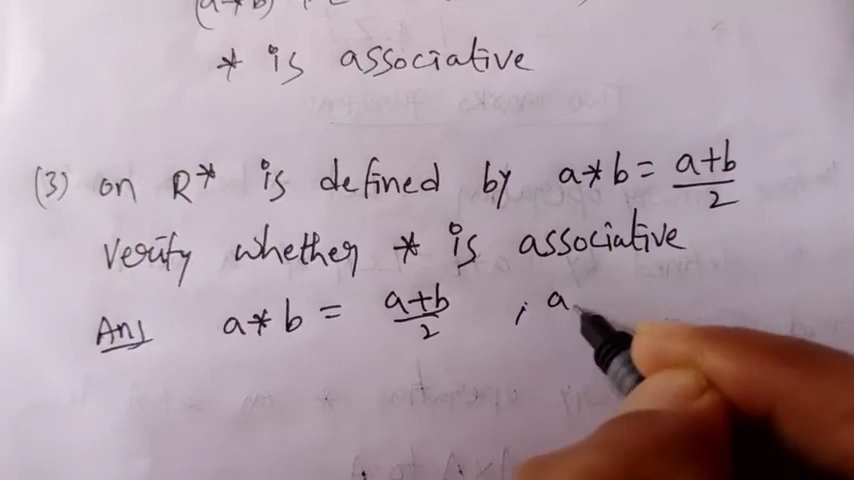 (a*b)
* is associative
(3) on R* is defined by a*b = a+b/2
Verify whether * is associative
Ans a*b = a+b/2 , a